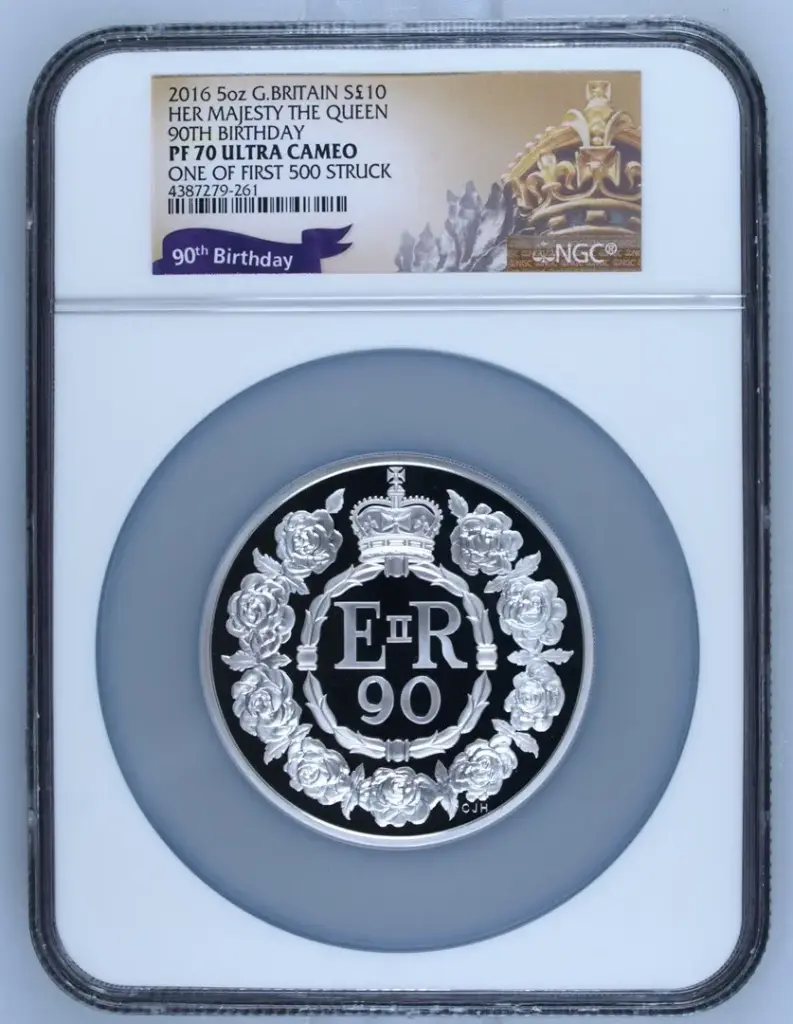 2016 5oz G.BRITAIN S£10
HER MAJESTY THE QUEEN
90TH BIRTHDAY
PF 70 ULTRA CAMEO
ONE OF FIRST 500 STRUCK
4387279-261
90th Birthday
NGC®
E II R
90
CJH